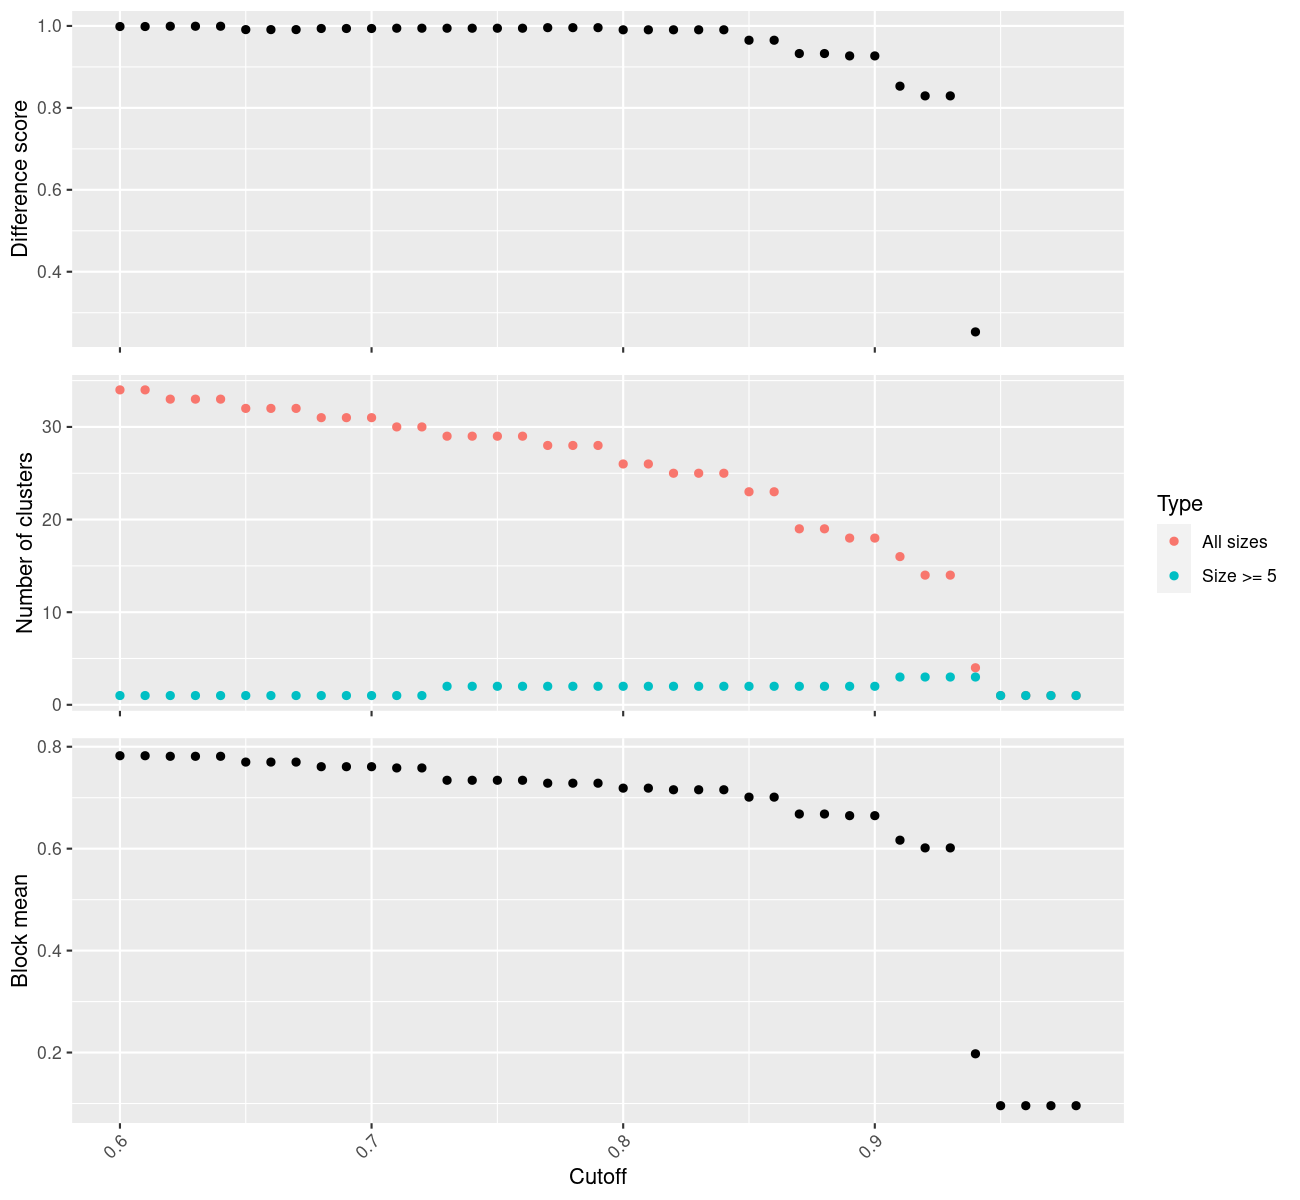 1.0
0.8
0.6
0.4
Difference score
30
20
10
0
Number of clusters
Type
All sizes
Size >= 5
0.8
0.6
0.4
0.2
Block mean
0.6
0.7
0.8
0.9
Cutoff